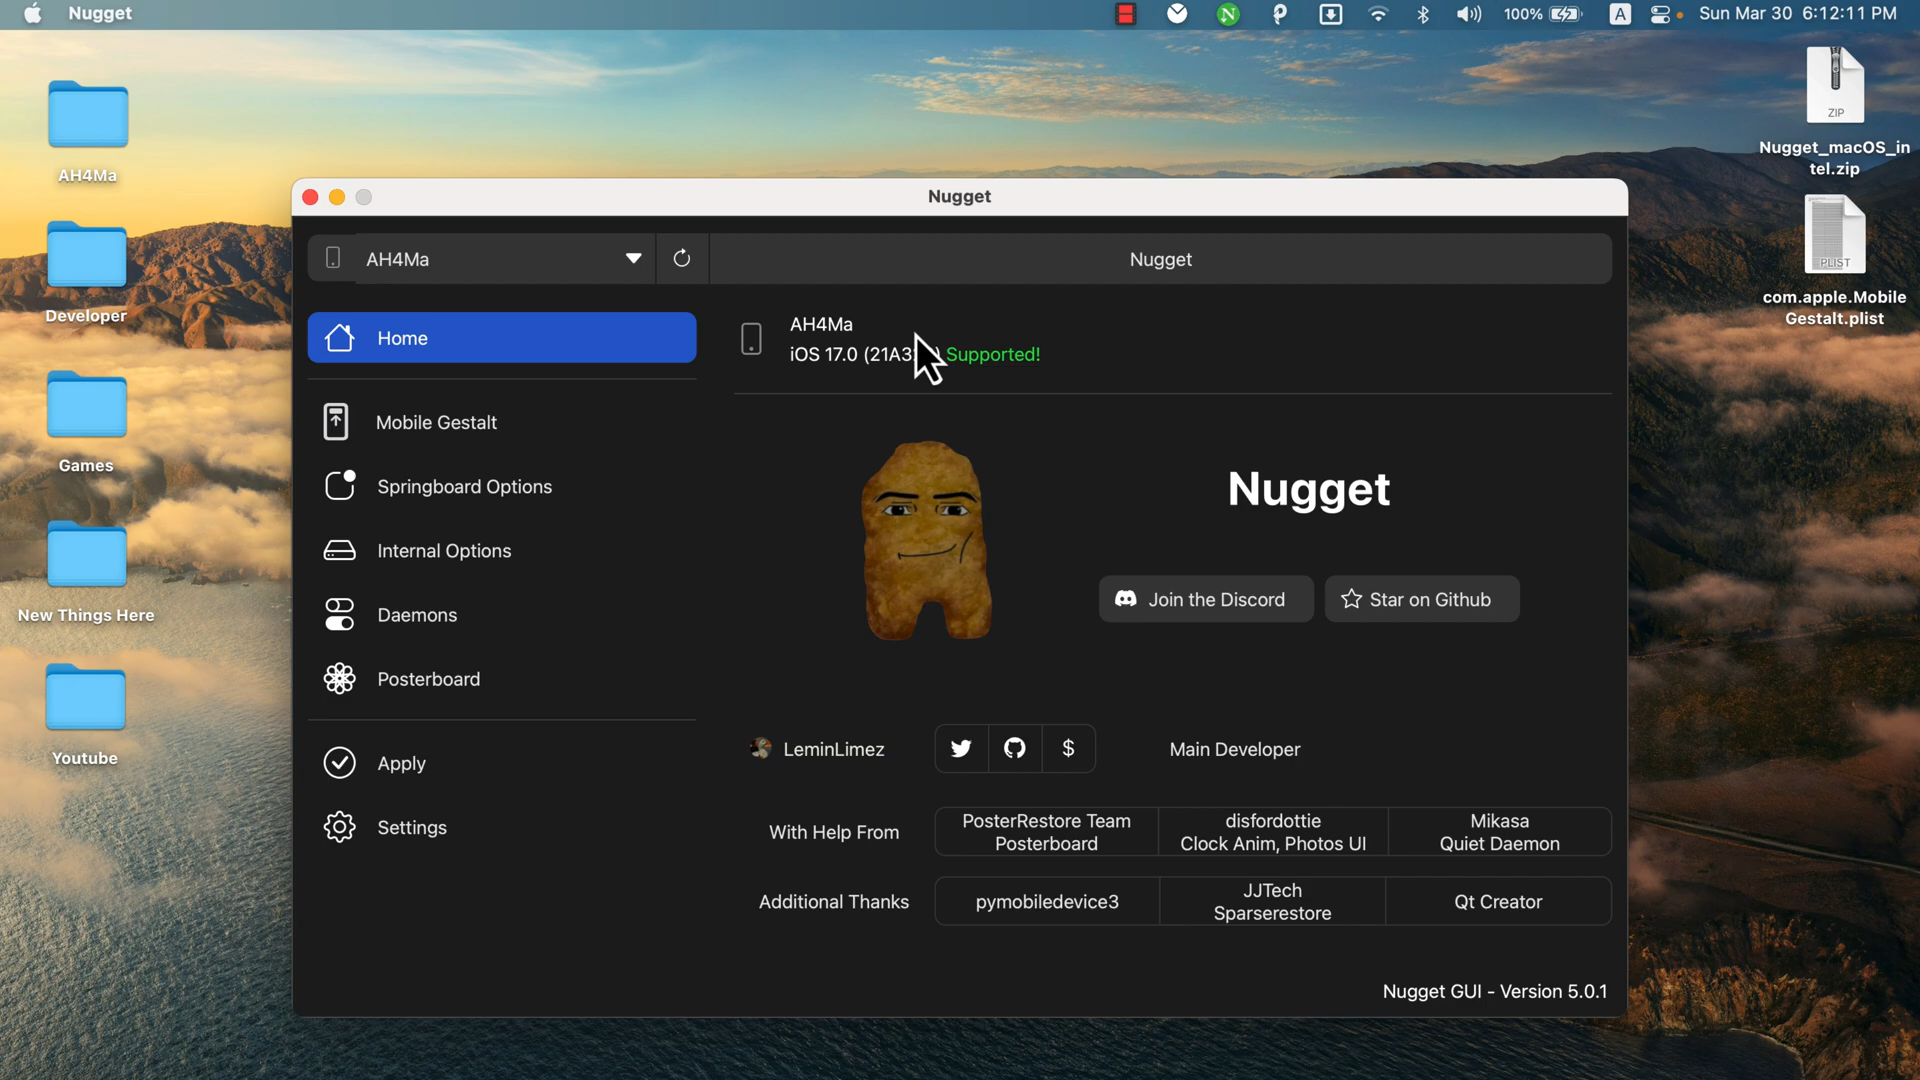 Nugget
100%
A
Sun Mar 30 6:12:11 PM
AH4Ma
Developer
Games
New Things Here
Youtube
ZIP
Nugget_macOS_in
tel.zip
PLIST
com.apple.Mobile
Gestalt.plist
Nugget
AH4Ma
Nugget
Home
Mobile Gestalt
Springboard Options
Internal Options
Daemons
Posterboard
Apply
Settings
AH4Ma
iOS 17.0 Supported!
Nugget
Join the Discord
Star on Github
LeminLimez
$
Main Developer
With Help From
PosterRestore Team
Posterboard
disfordottie
Clock Anim, Photos UI
Mikasa
Quiet Daemon
Additional Thanks
pymobiledevice3
JJTech
Sparserestore
Qt Creator
Nugget GUI - Version 5.0.1